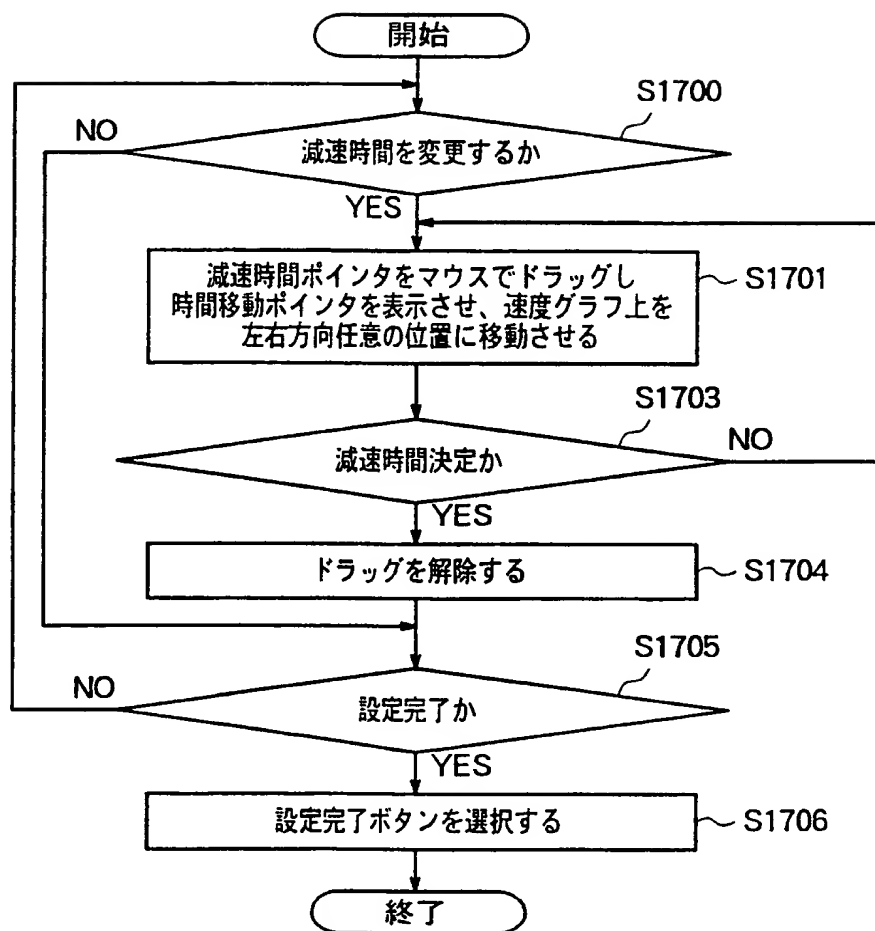 開始
S1700
NO
減速時間を変更するか
YES
減速時間ポインタをマウスでドラッグし
時間移動ポインタを表示させ、速度グラフ上を
左右方向任意の位置に移動させる
S1701
S1703
減速時間決定か
NO
YES
ドラッグを解除する
S1704
S1705
NO
設定完了か
YES
設定完了ボタンを選択する
S1706
終了